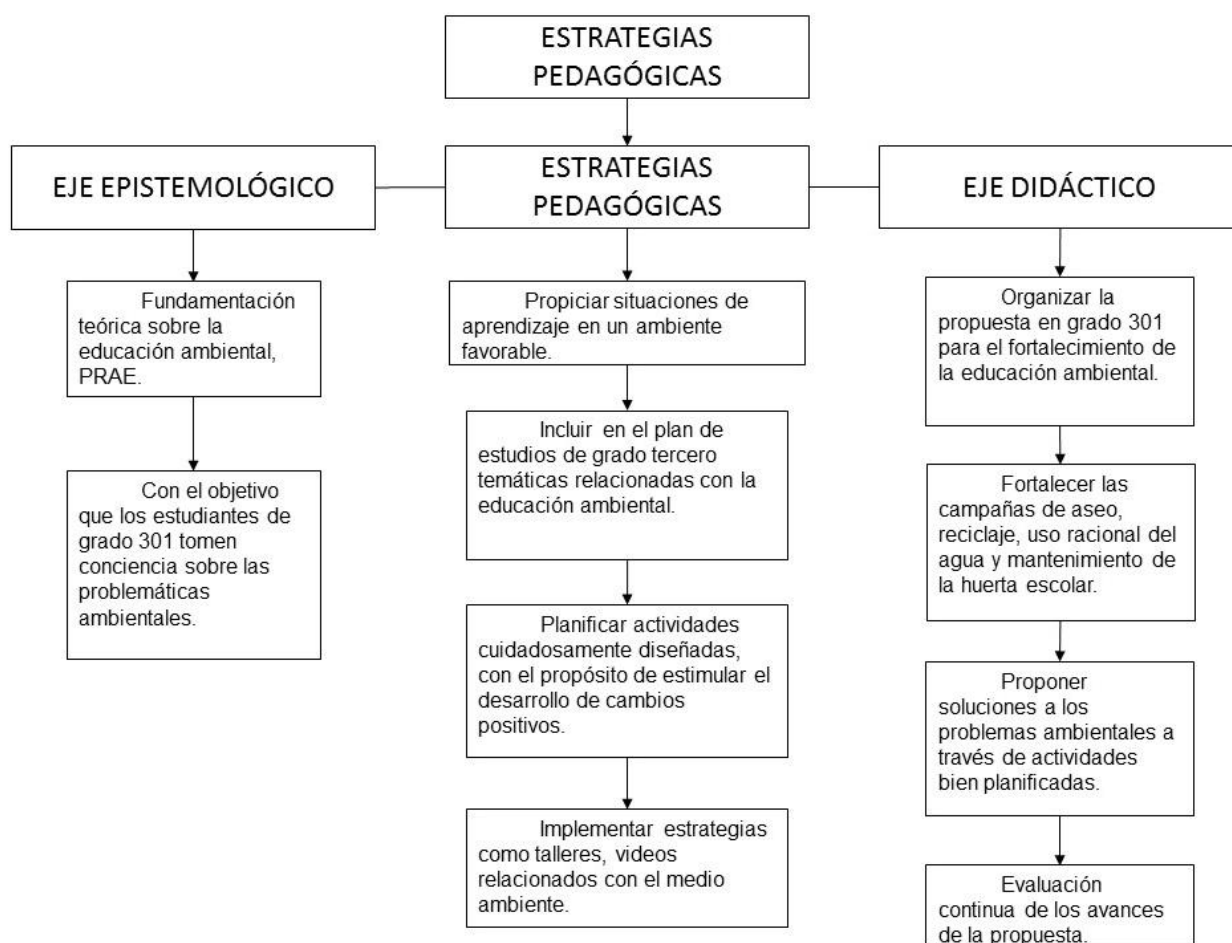 ESTRATEGIAS
PEDAGÓGICAS
EJE EPISTEMOLÓGICO
ESTRATEGIAS
PEDAGÓGICAS
EJE DIDÁCTICO
Fundamentación
teórica sobre la
educación ambiental,
PRAE.
Con el objetivo
que los estudiantes de
grado 301 tomen
conciencia sobre las
problemáticas
ambientales.
Propiciar situaciones de
aprendizaje en un ambiente
favorable.
Incluir en el plan de
estudios de grado tercero
temáticas relacionadas con la
educación ambiental.
Planificar actividades
cuidadosamente diseñadas,
con el propósito de estimular el
desarrollo de cambios
positivos.
Implementar estrategias
como talleres, videos
relacionados con el medio
ambiente.
Organizar la
propuesta en grado 301
para el fortalecimiento de
la educación ambiental.
Fortalecer las
campañas de aseo,
reciclaje, uso racional del
agua y mantenimiento de
la huerta escolar.
Proponer
soluciones a los
problemas ambientales a
través de actividades
bien planificadas.
Evaluación
continua de los avances
de la propuesta.